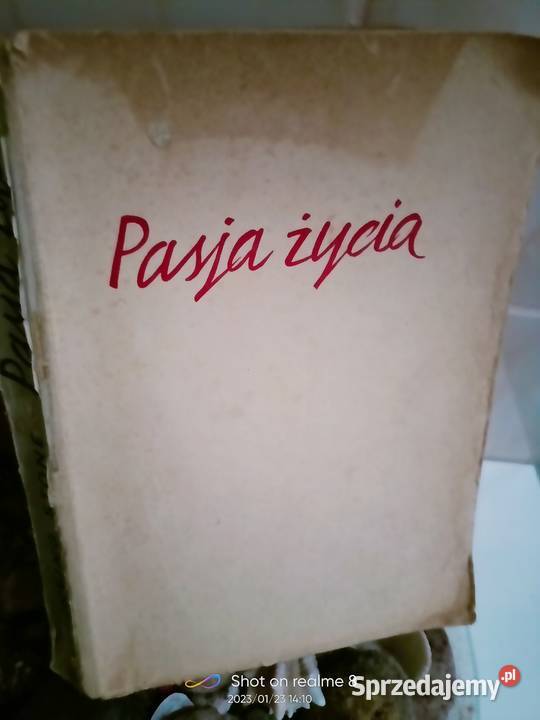 Pasja życia
Shot on realme 8
2023/01/23 14:10
Sprzedajemy.pl